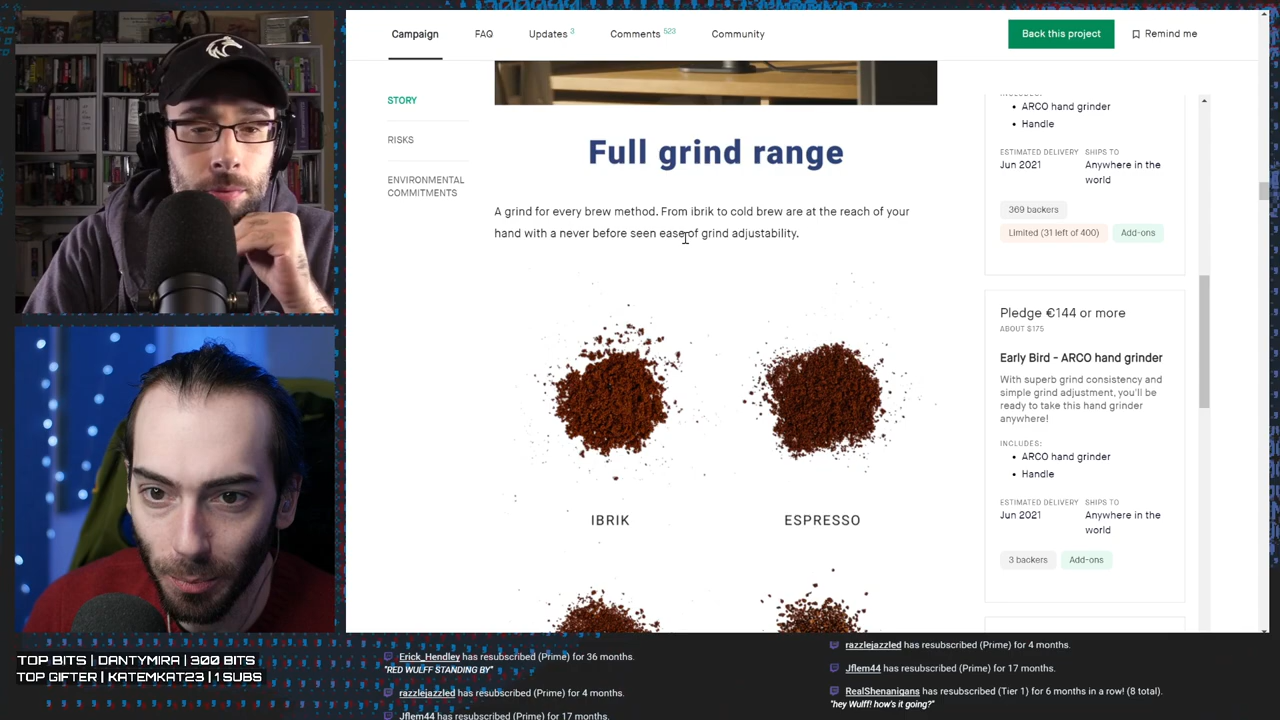 Campaign
FAQ
Updates 3
Comments 523
Community
Back this project
Remind me
STORY
RISKS
ENVIRONMENTAL
COMMITMENTS
Full grind range
A grind for every brew method. From ibrik to cold brew are at the reach of your
hand with a never before seen ease of grind adjustability.
IBRIK
ESPRESSO
INCLUDES:
ARCO hand grinder
Handle
ESTIMATED DELIVERY
Jun 2021
SHIPS TO
Anywhere in the
world
369 backers
Limited (31 left of 400)
Add-ons
Pledge €144 or more
ABOUT $175
Early Bird - ARCO hand grinder
With superb grind consistency and
simple grind adjustment, you'll be
ready to take this hand grinder
anywhere!
INCLUDES:
ARCO hand grinder
Handle
ESTIMATED DELIVERY
Jun 2021
SHIPS TO
Anywhere in the
world
3 backers
Add-ons
TOP BITS | DANTYMIRA | 300 BITS
TOP GIFTER | KATEMKAT23 | 1 SUBS
Erick_Hendley has resubscribed (Prime) for 36 months.
"RED WULFF STANDING BY"
razzlejazzled has resubscribed (Prime) for 4 months.
Jflem44 has resubscribed (Prime) for 17 months.
razzlejazzled has resubscribed (Prime) for 4 months.
Jflem44 has resubscribed (Prime) for 17 months.
RealShenanigans has resubscribed (Tier 1) for 6 months in a row! (8 total).
"hey Wulff! how's it going?"